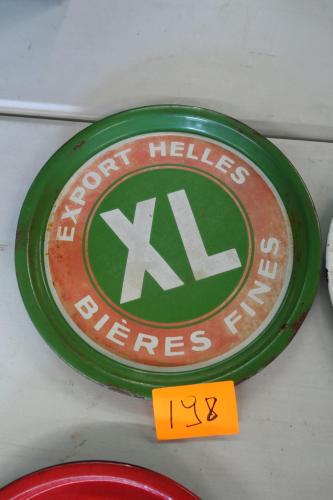 EXPORT HELLES
XL
BIÈRES FINES
198